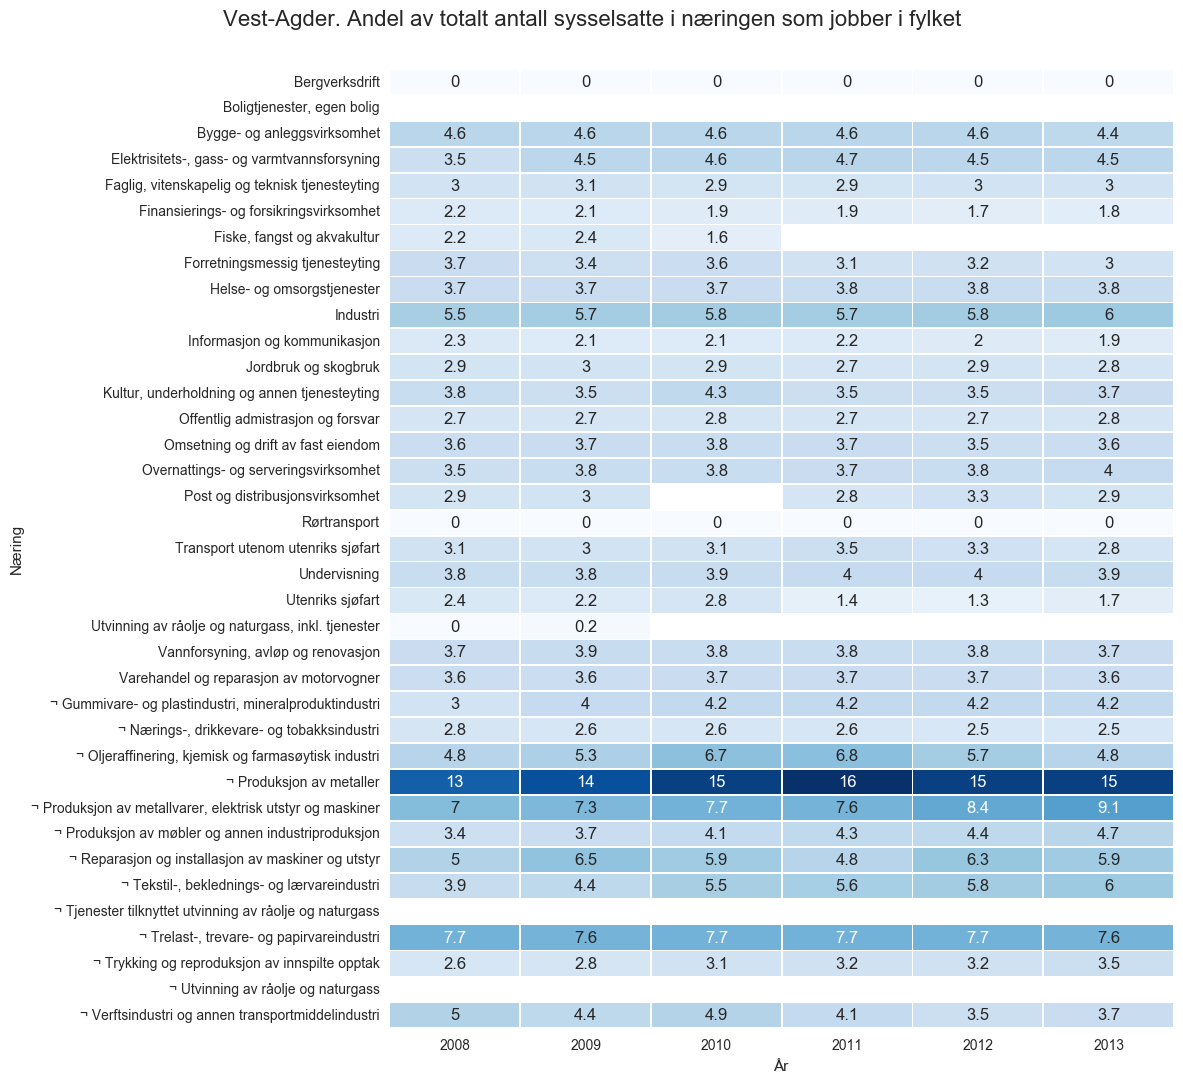 Vest-Agder. Andel av totalt antall sysselsatte i næringen som jobber i fylket
Næring
Bergverksdrift 0 0 0 0 0 0
Boligtjenester, egen bolig
Bygge- og anleggsvirksomhet 4.6 4.6 4.6 4.6 4.6 4.4
Elektrisitets-, gass- og varmtvannsforsyning 3.5 4.5 4.6 4.7 4.5 4.5
Faglig, vitenskapelig og teknisk tjenesteyting 3 3.1 2.9 2.9 3 3
Finansierings- og forsikringsvirksomhet 2.2 2.1 1.9 1.9 1.7 1.8
Fiske, fangst og akvakultur 2.2 2.4 1.6
Forretningsmessig tjenesteyting 3.7 3.4 3.6 3.1 3.2 3
Helse- og omsorgstjenester 3.7 3.7 3.7 3.8 3.8 3.8
Industri 5.5 5.7 5.8 5.7 5.8 6
Informasjon og kommunikasjon 2.3 2.1 2.1 2.2 2 1.9
Jordbruk og skogbruk 2.9 3 2.9 2.7 2.9 2.8
Kultur, underholdning og annen tjenesteyting 3.8 3.5 4.3 3.5 3.5 3.7
Offentlig admistrasjon og forsvar 2.7 2.7 2.8 2.7 2.7 2.8
Omsetning og drift av fast eiendom 3.6 3.7 3.8 3.7 3.5 3.6
Overnattings- og serveringsvirksomhet 3.5 3.8 3.8 3.7 3.8 4
Post og distribusjonsvirksomhet 2.9 3 2.8 3.3 2.9
Rørtransport 0 0 0 0 0 0
Transport utenom utenriks sjøfart 3.1 3 3.1 3.5 3.3 2.8
Undervisning 3.8 3.8 3.9 4 4 3.9
Utenriks sjøfart 2.4 2.2 2.8 1.4 1.3 1.7
Utvinning av råolje og naturgass, inkl. tjenester 0 0.2
Vannforsyning, avløp og renovasjon 3.7 3.9 3.8 3.8 3.8 3.7
Varehandel og reparasjon av motorvogner 3.6 3.6 3.7 3.7 3.7 3.6
¬ Gummivare- og plastindustri, mineralproduktindustri 3 4 4.2 4.2 4.2 4.2
¬ Nærings-, drikkevare- og tobakksindustri 2.8 2.6 2.6 2.6 2.5 2.5
¬ Oljeraffinering, kjemisk og farmasøytisk industri 4.8 5.3 6.7 6.8 5.7 4.8
¬ Produksjon av metaller 13 14 15 16 15 15
¬ Produksjon av metallvarer, elektrisk utstyr og maskiner 7 7.3 7.7 7.6 8.4 9.1
¬ Produksjon av møbler og annen industriproduksjon 3.4 3.7 4.1 4.3 4.4 4.7
¬ Reparasjon og installasjon av maskiner og utstyr 5 6.5 5.9 4.8 6.3 5.9
¬ Tekstil-, beklednings- og lærvareindustri 3.9 4.4 5.5 5.6 5.8 6
¬ Tjenester tilknyttet utvinning av råolje og naturgass
¬ Trelast-, trevare- og papirvareindustri 7.7 7.6 7.7 7.7 7.7 7.6
¬ Trykking og reproduksjon av innspilte opptak 2.6 2.8 3.1 3.2 3.2 3.5
¬ Utvinning av råolje og naturgass
¬ Verftsindustri og annen transportmiddelindustri 5 4.4 4.9 4.1 3.5 3.7
2008 2009 2010 2011 2012 2013
År